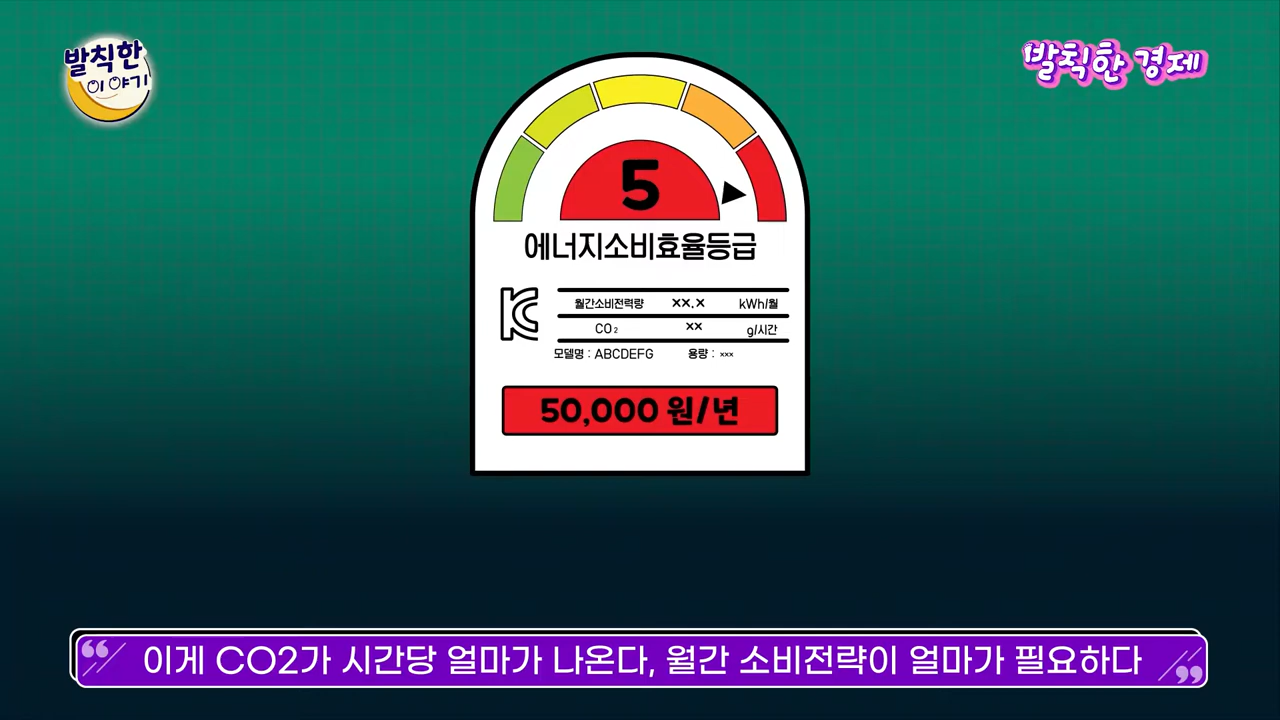 발칙한
이야기
발칙한 경제
5
에너지소비효율등급
월간소비전력량 ××.× kWh/월
CO₂ ×× g/시간
모델명 : ABCDEFG 용량 : ×××
50,000 원/년
“ 이게 CO2가 시간당 얼마가 나온다, 월간 소비전략이 얼마가 필요하다 ”